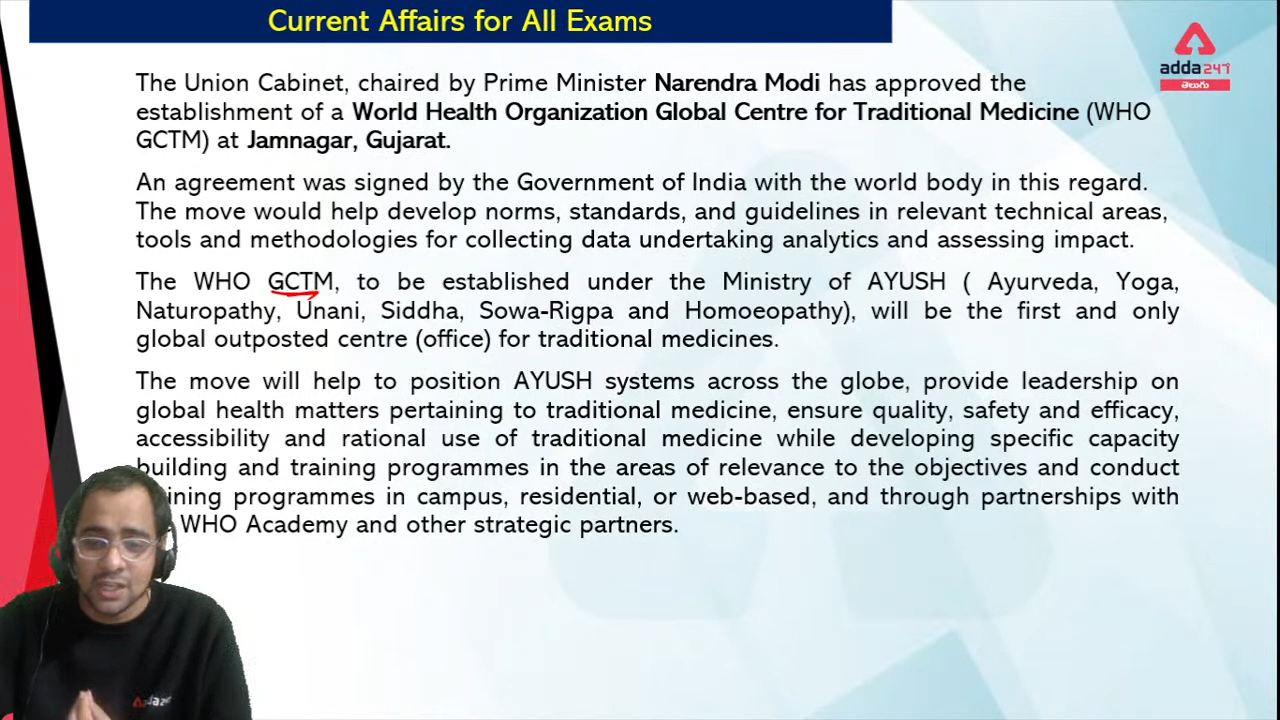 Current Affairs for All Exams
adda247
తెలుగు
The Union Cabinet, chaired by Prime Minister Narendra Modi has approved the
establishment of a World Health Organization Global Centre for Traditional Medicine (WHO
GCTM) at Jamnagar, Gujarat.
An agreement was signed by the Government of India with the world body in this regard.
The move would help develop norms, standards, and guidelines in relevant technical areas,
tools and methodologies for collecting data undertaking analytics and assessing impact.
The WHO GCTM, to be established under the Ministry of AYUSH ( Ayurveda, Yoga,
Naturopathy, Unani, Siddha, Sowa-Rigpa and Homoeopathy), will be the first and only
global outposted centre (office) for traditional medicines.
The move will help to position AYUSH systems across the globe, provide leadership on
global health matters pertaining to traditional medicine, ensure quality, safety and efficacy,
accessibility and rational use of traditional medicine while developing specific capacity
building and training programmes in the areas of relevance to the objectives and conduct
ining programmes in campus, residential, or web-based, and through partnerships with
WHO Academy and other strategic partners.
adda247